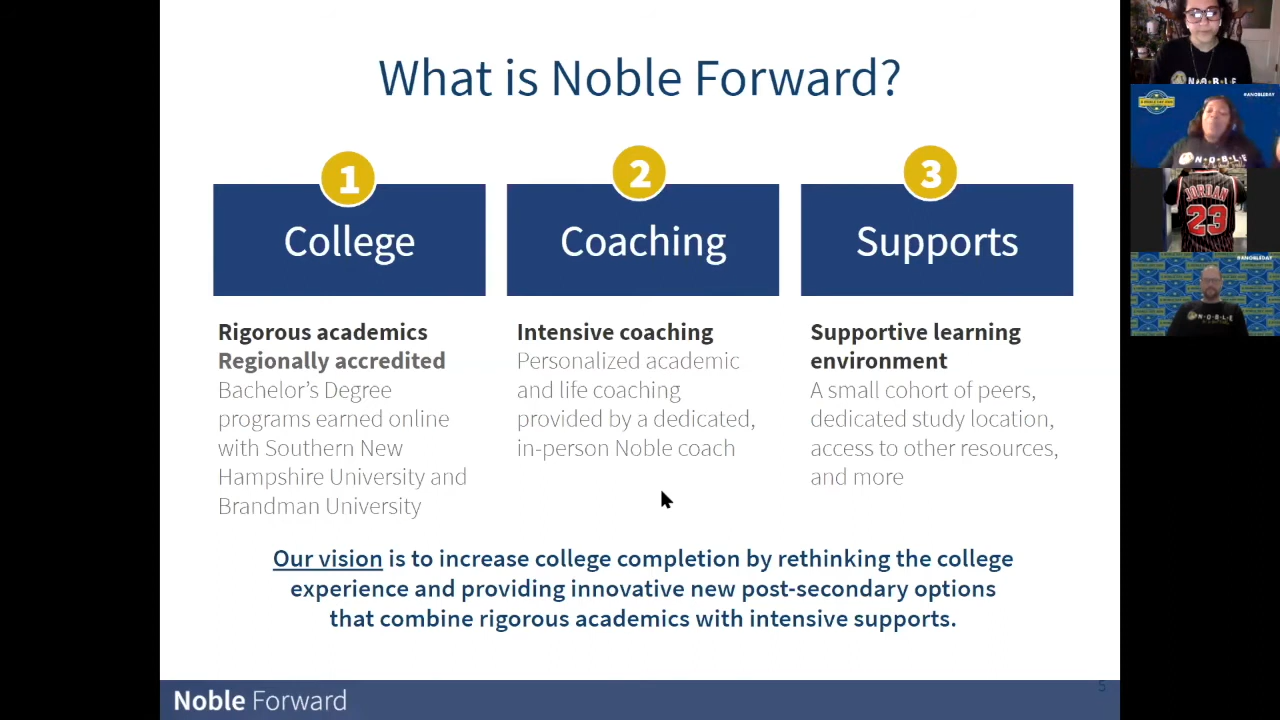 What is Noble Forward?
1
2
3
College
Coaching
Supports
Rigorous academics
Regionally accredited
Bachelor's Degree
programs earned online
with Southern New
Hampshire University and
Brandman University
Intensive coaching
Personalized academic
and life coaching
provided by a dedicated,
in-person Noble coach
Supportive learning
environment
A small cohort of peers,
dedicated study location,
access to other resources,
and more
Our vision is to increase college completion by rethinking the college
experience and providing innovative new post-secondary options
that combine rigorous academics with intensive supports.
Noble Forward
5
N·O·B·L·E
#ANOBLEDAY
N·O·B·L·E
JORDAN
23
#ANOBLEDAY
N·O·B·L·E